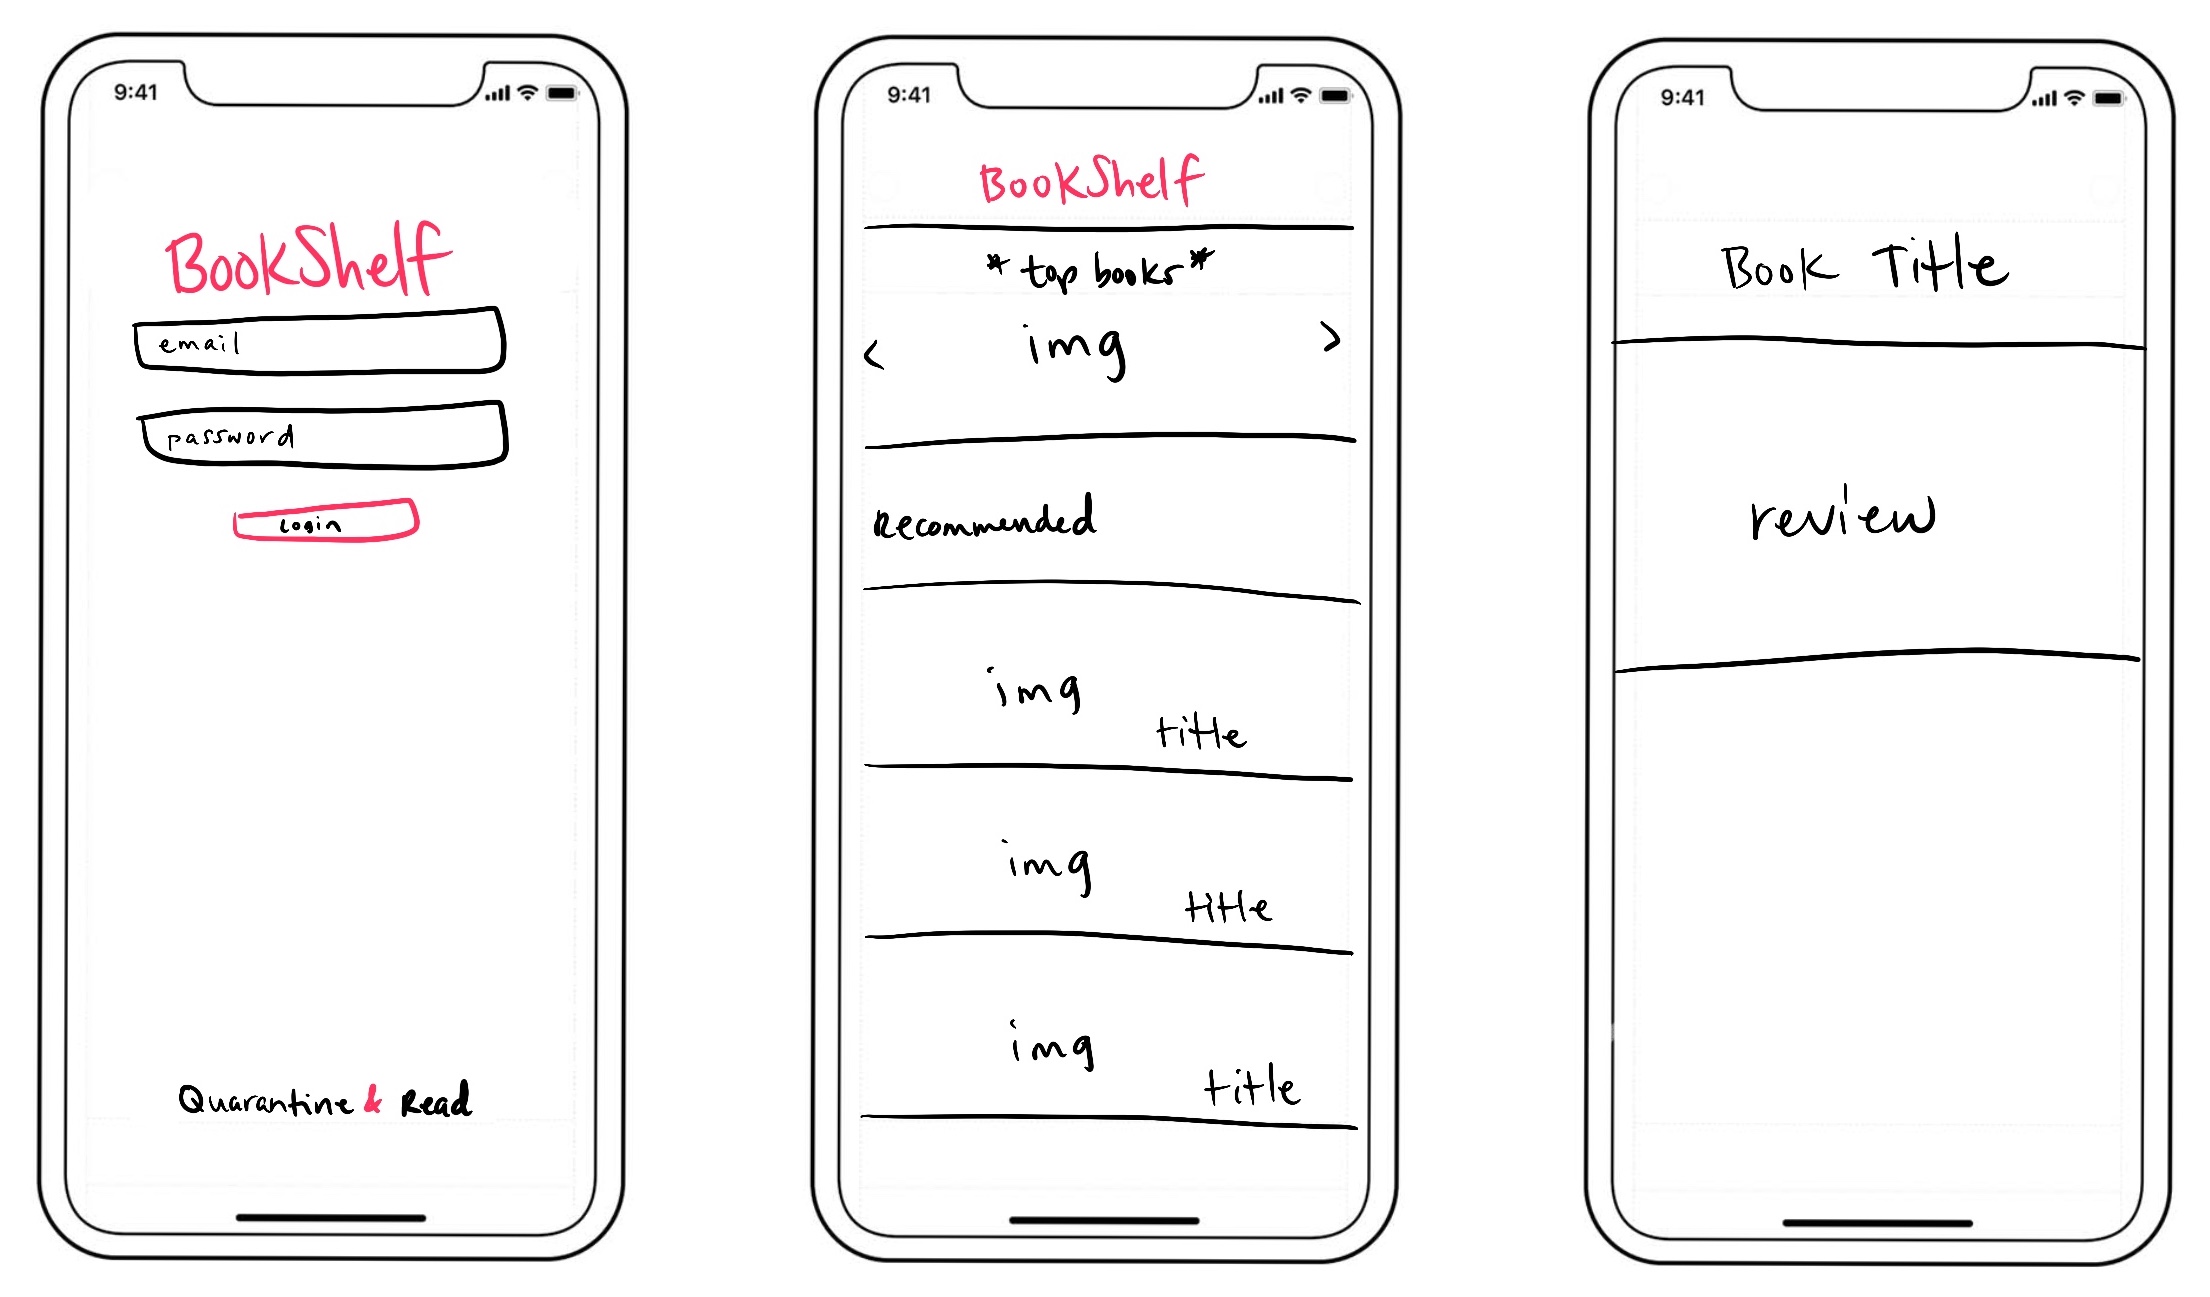 9:41
BookShelf
email
password
Login
Quarantine & Read
9:41
BookShelf
*top books*
< img >
Recommended
img
title
img
title
img
title
9:41
Book Title
review